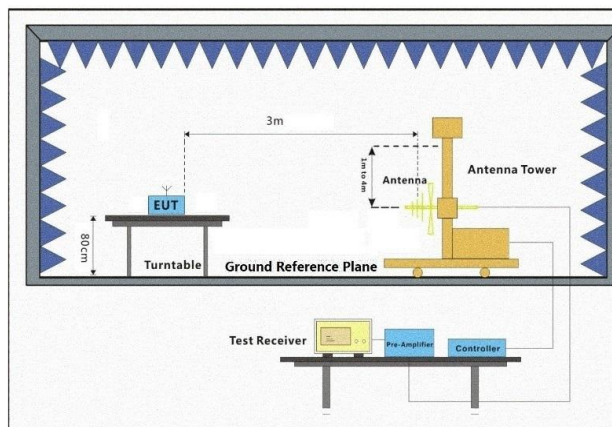 3m
1m to 4m
Antenna
Antenna Tower
EUT
80cm
Turntable
Ground Reference Plane
Test Receiver
Pre-Amplifier
Controller